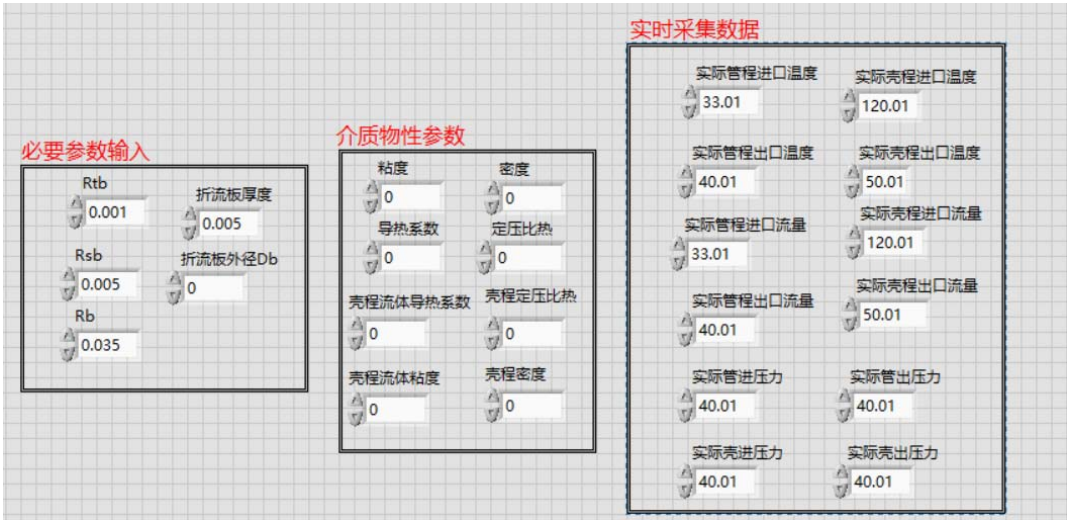 必要参数输入
Rtb
0.001
折流板厚度
0.005
Rsb
0.005
折流板外径Db
0
Rb
0.035
介质物性参数
粘度
0
密度
0
导热系数
0
定压比热
0
壳程流体导热系数
0
壳程定压比热
0
壳程流体粘度
0
壳程密度
0
实时采集数据
实际管程进口温度
33.01
实际壳程进口温度
120.01
实际管程出口温度
40.01
实际壳程出口温度
50.01
实际管程进口流量
33.01
实际壳程进口流量
120.01
实际管程出口流量
40.01
实际壳程出口流量
50.01
实际管进压力
40.01
实际管出压力
40.01
实际壳进压力
40.01
实际壳出压力
40.01